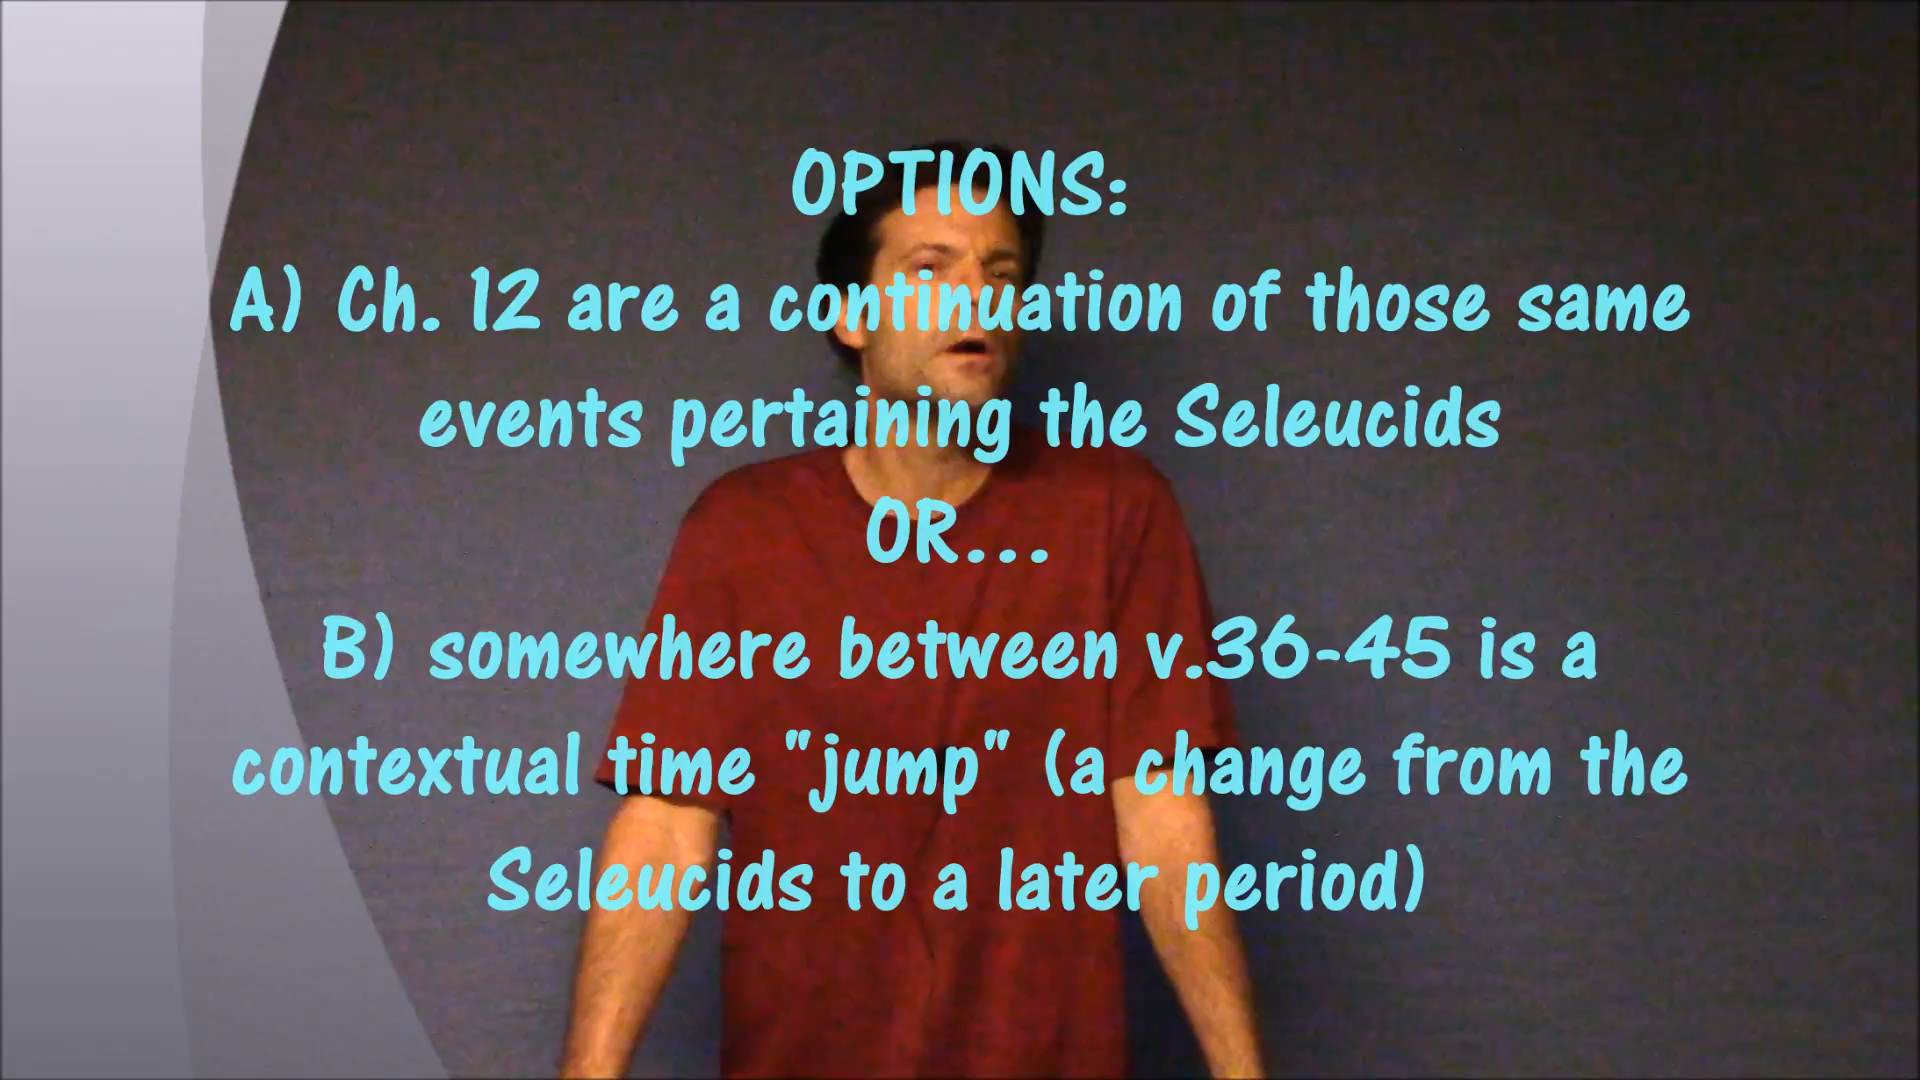 OPTIONS:
A) Ch. 12 are a continuation of those same
events pertaining the Seleucids
OR...
B) somewhere between v.36-45 is a
contextual time "jump" (a change from the
Seleucids to a later period)